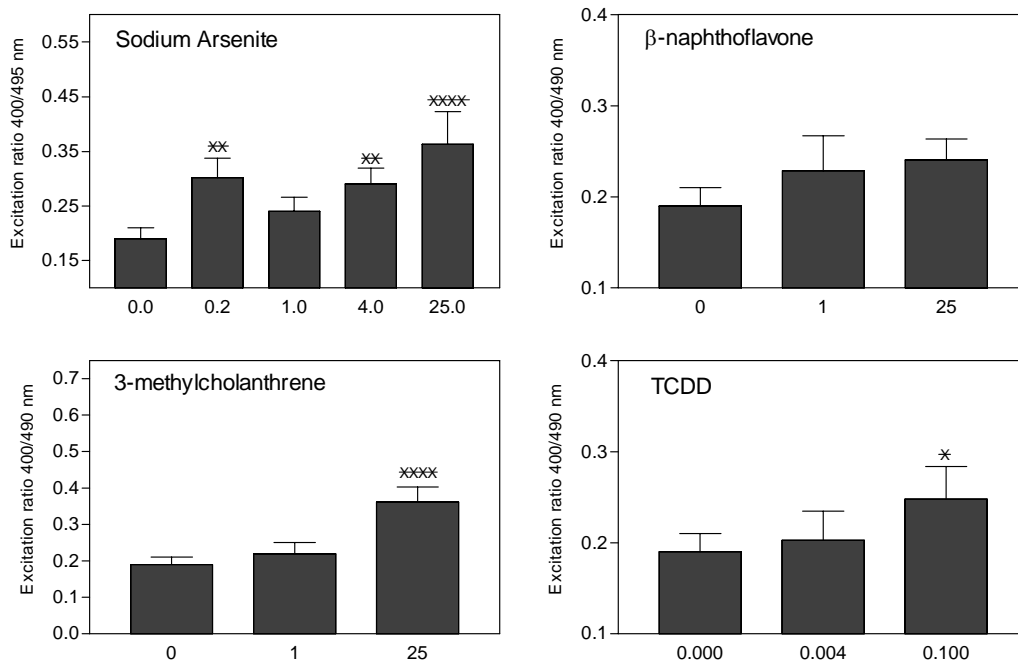 Sodium Arsenite
Excitation ratio 400/495 nm
0.55
0.45
0.35
0.25
0.15
**
**
****
0.0 0.2 1.0 4.0 25.0
β-naphthoflavone
Excitation ratio 400/490 nm
0.4
0.3
0.2
0.1
0 1 25
3-methylcholanthrene
Excitation ratio 400/490 nm
0.7
0.6
0.5
0.4
0.3
0.2
0.1
0.0
****
0 1 25
TCDD
Excitation ratio 400/490 nm
0.4
0.3
0.2
0.1
*
0.000 0.004 0.100